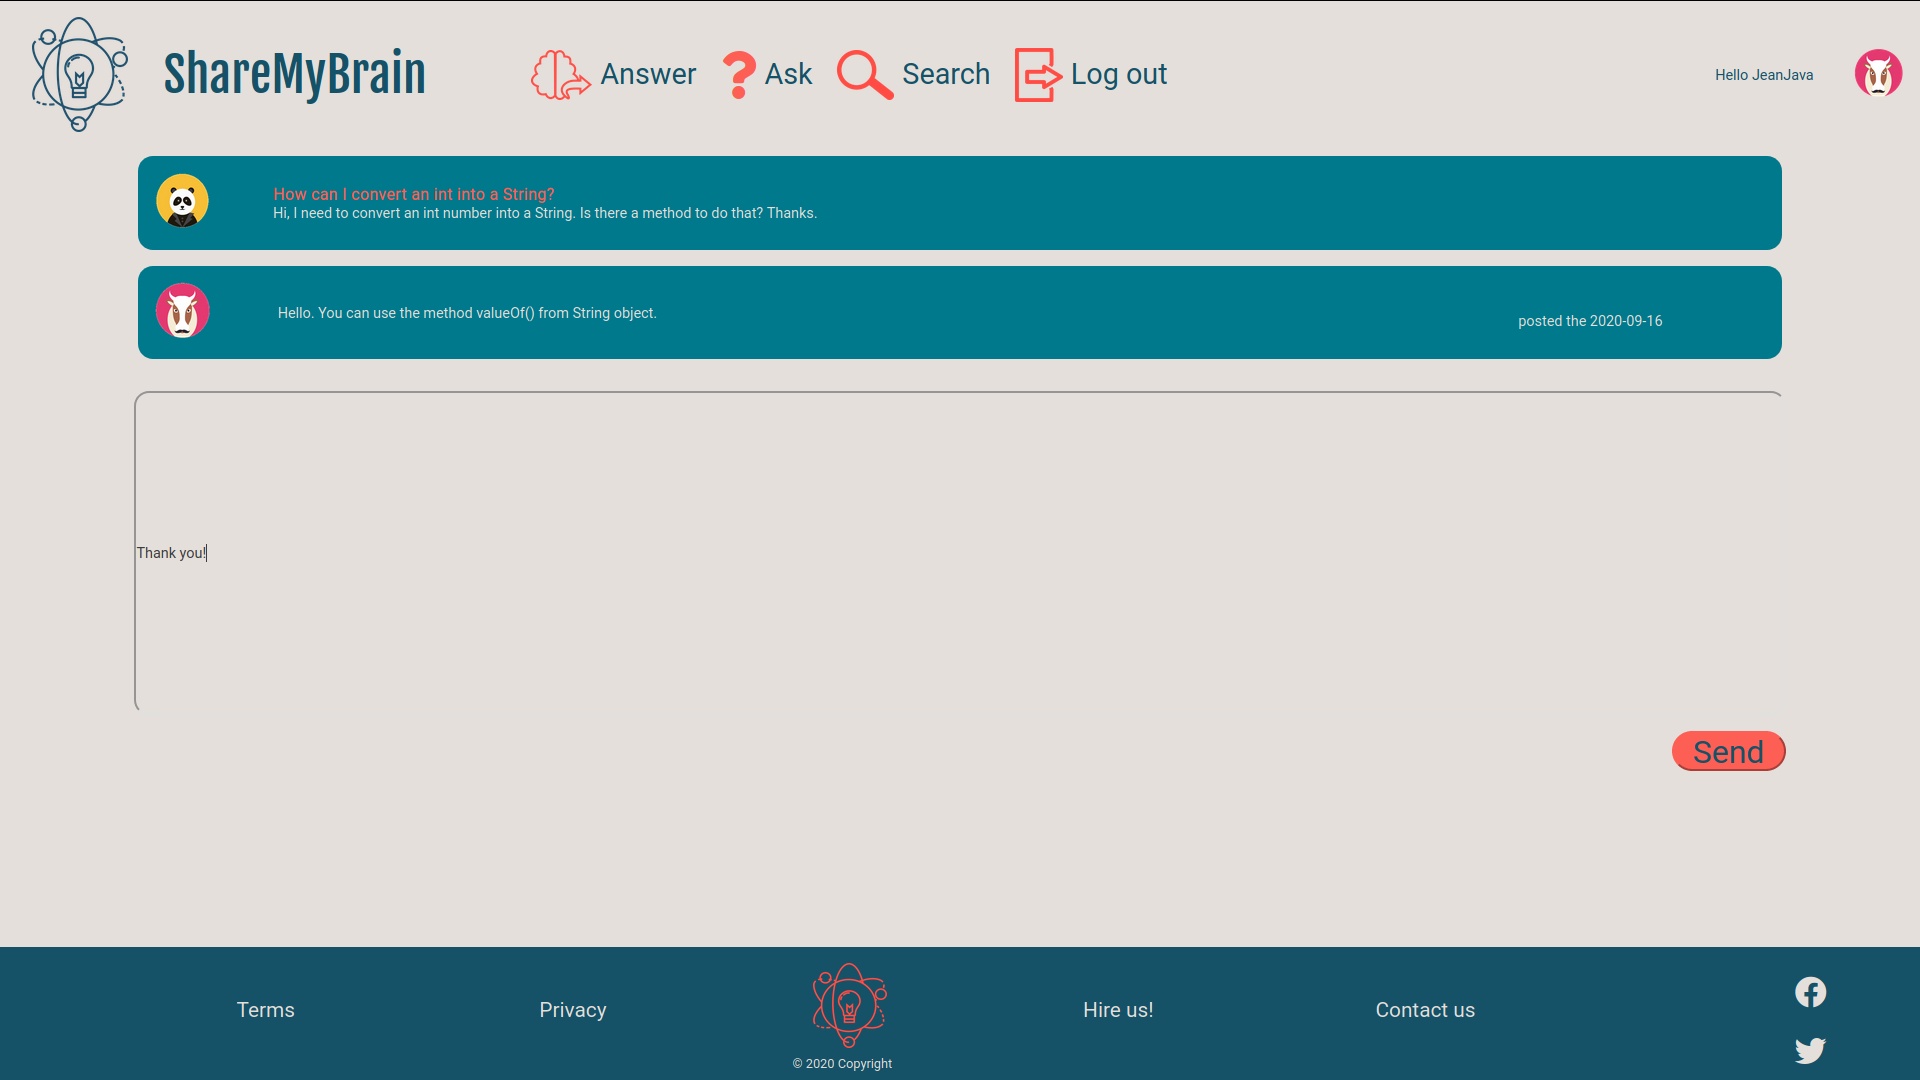 ShareMyBrain
Answer
Ask
Search
Log out
Hello JeanJava
How can I convert an int into a String?
Hi, I need to convert an int number into a String. Is there a method to do that? Thanks.
Hello. You can use the method valueOf() from String object.
posted the 2020-09-16
Thank you!
Send
Terms
Privacy
Hire us!
Contact us
© 2020 Copyright